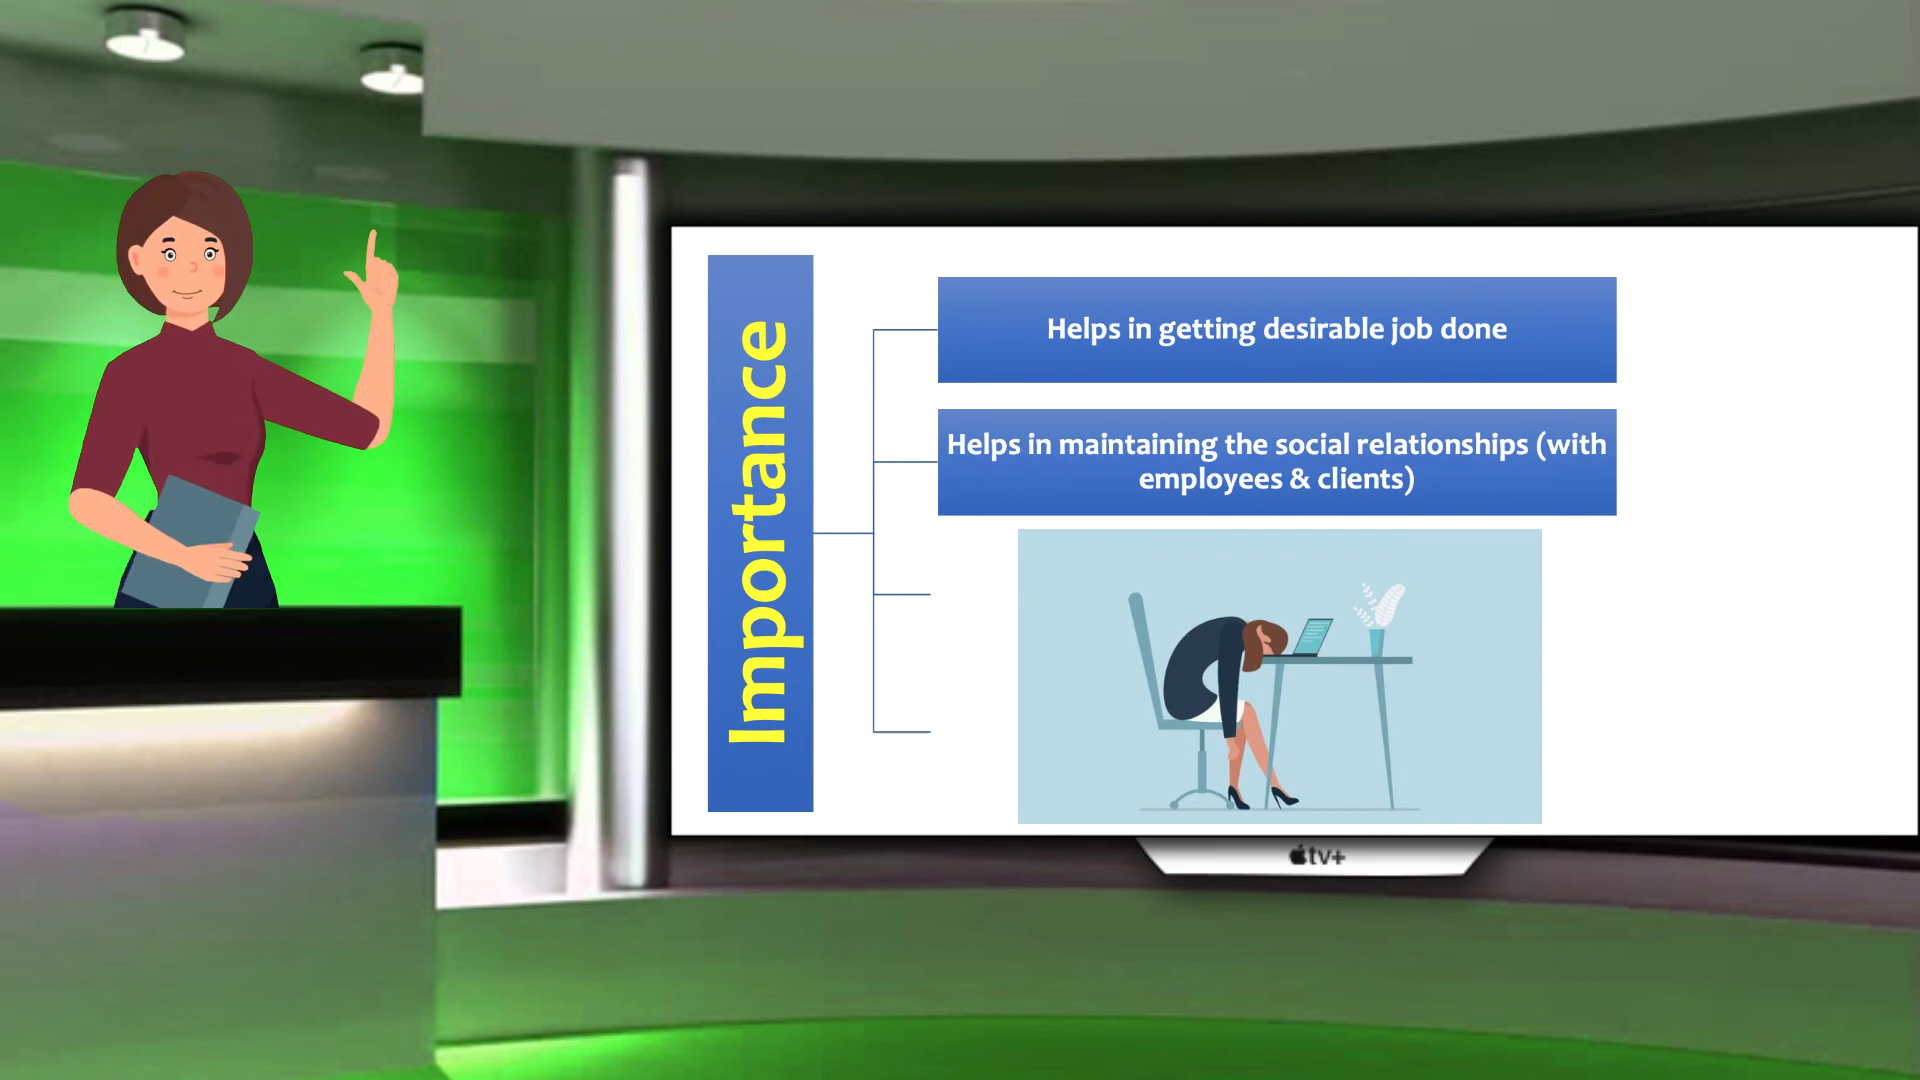 Importance
Helps in getting desirable job done
Helps in maintaining the social relationships (with
employees & clients)
tv+